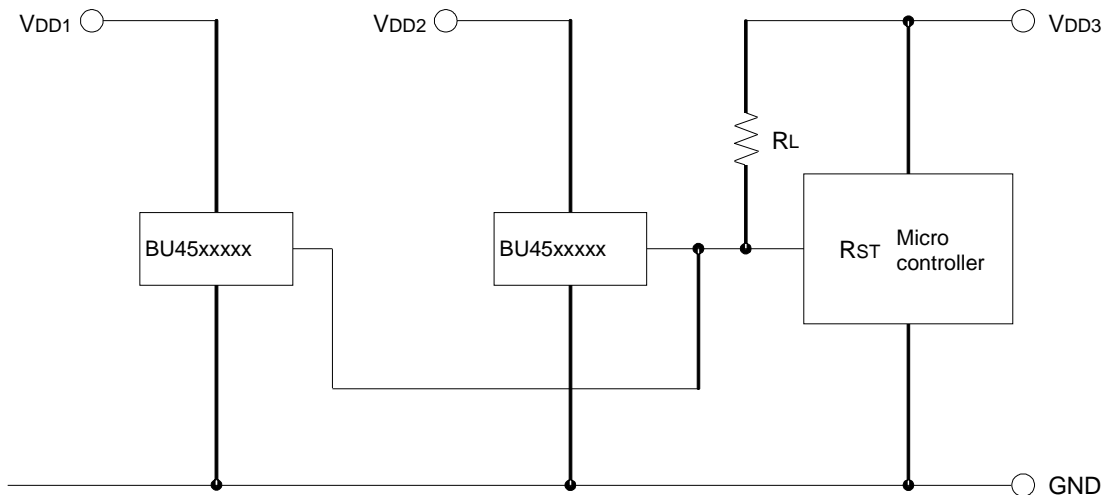 VDD1
VDD2
VDD3
RL
BU45xxxxx
BU45xxxxx
RST
Micro
controller
GND